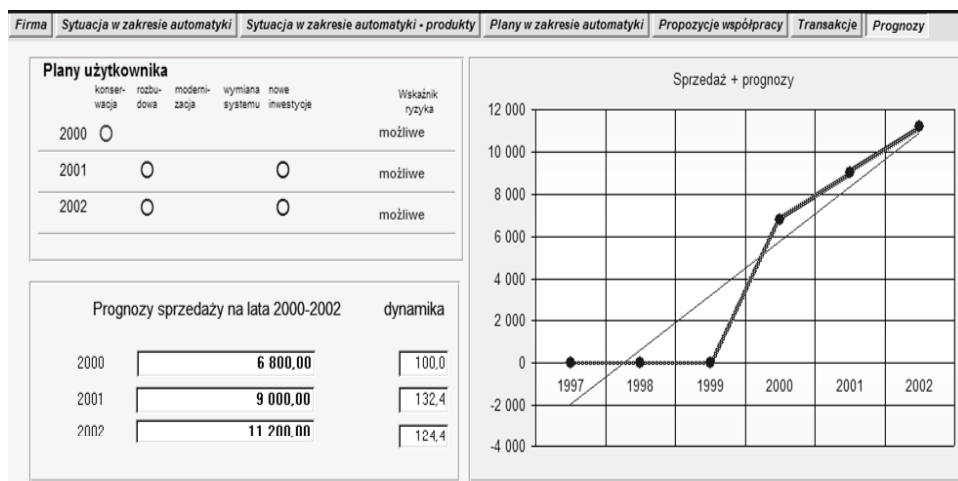 Firma Sytuacja w zakresie automatyki Sytuacja w zakresie automatyki - produkty Plany w zakresie automatyki Propozycje współpracy Transakcje Prognozy
Plany użytkownika
konser- rozbu- moderni- wymiana nowe
wacja dowa zacja systemu inwestycje
Wskaźnik
ryzyka
2000 możliwe
2001 możliwe
2002 możliwe
Prognozy sprzedaży na lata 2000-2002 dynamika
2000 6 800,00 100,0
2001 9 000,00 132,4
2002 11 200,00 124,4
Sprzedaż + prognozy
12 000
10 000
8 000
6 000
4 000
2 000
0
1997 1998 1999 2000 2001 2002
-2 000
-4 000